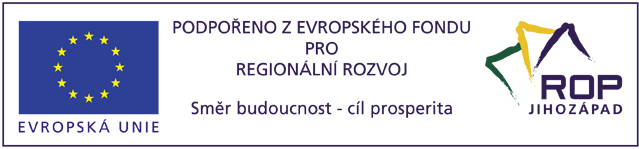 EVROPSKÁ UNIE
PODPOŘENO Z EVROPSKÉHO FONDU
PRO
REGIONÁLNÍ ROZVOJ
Směr budoucnost - cíl prosperita
ROP
JIHOZÁPAD